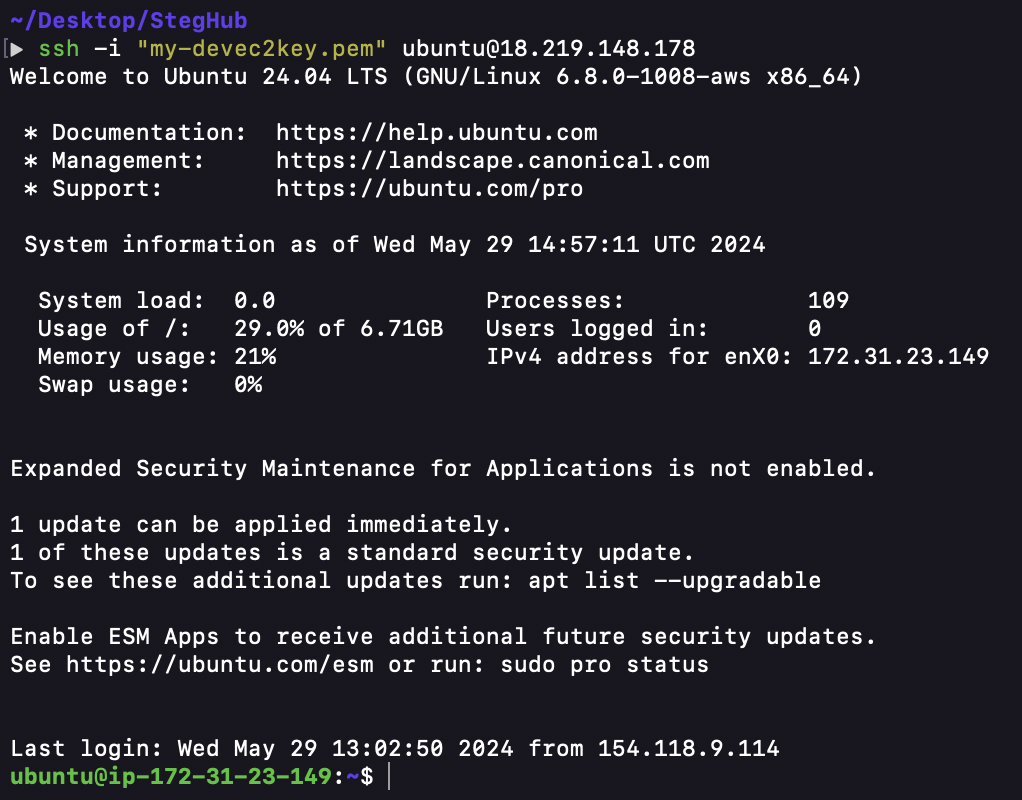 ~/Desktop/StegHub
ssh -i "my-devec2key.pem" ubuntu@18.219.148.178
Welcome to Ubuntu 24.04 LTS (GNU/Linux 6.8.0-1008-aws x86_64)
* Documentation:  https://help.ubuntu.com
* Management:     https://landscape.canonical.com
* Support:        https://ubuntu.com/pro
System information as of Wed May 29 14:57:11 UTC 2024
System load:  0.0               Processes:             109
Usage of /:   29.0% of 6.71GB   Users logged in:       0
Memory usage: 21%               IPv4 address for enX0: 172.31.23.149
Swap usage:   0%
Expanded Security Maintenance for Applications is not enabled.
1 update can be applied immediately.
1 of these updates is a standard security update.
To see these additional updates run: apt list --upgradable
Enable ESM Apps to receive additional future security updates.
See https://ubuntu.com/esm or run: sudo pro status
Last login: Wed May 29 13:02:50 2024 from 154.118.9.114
ubuntu@ip-172-31-23-149:~$